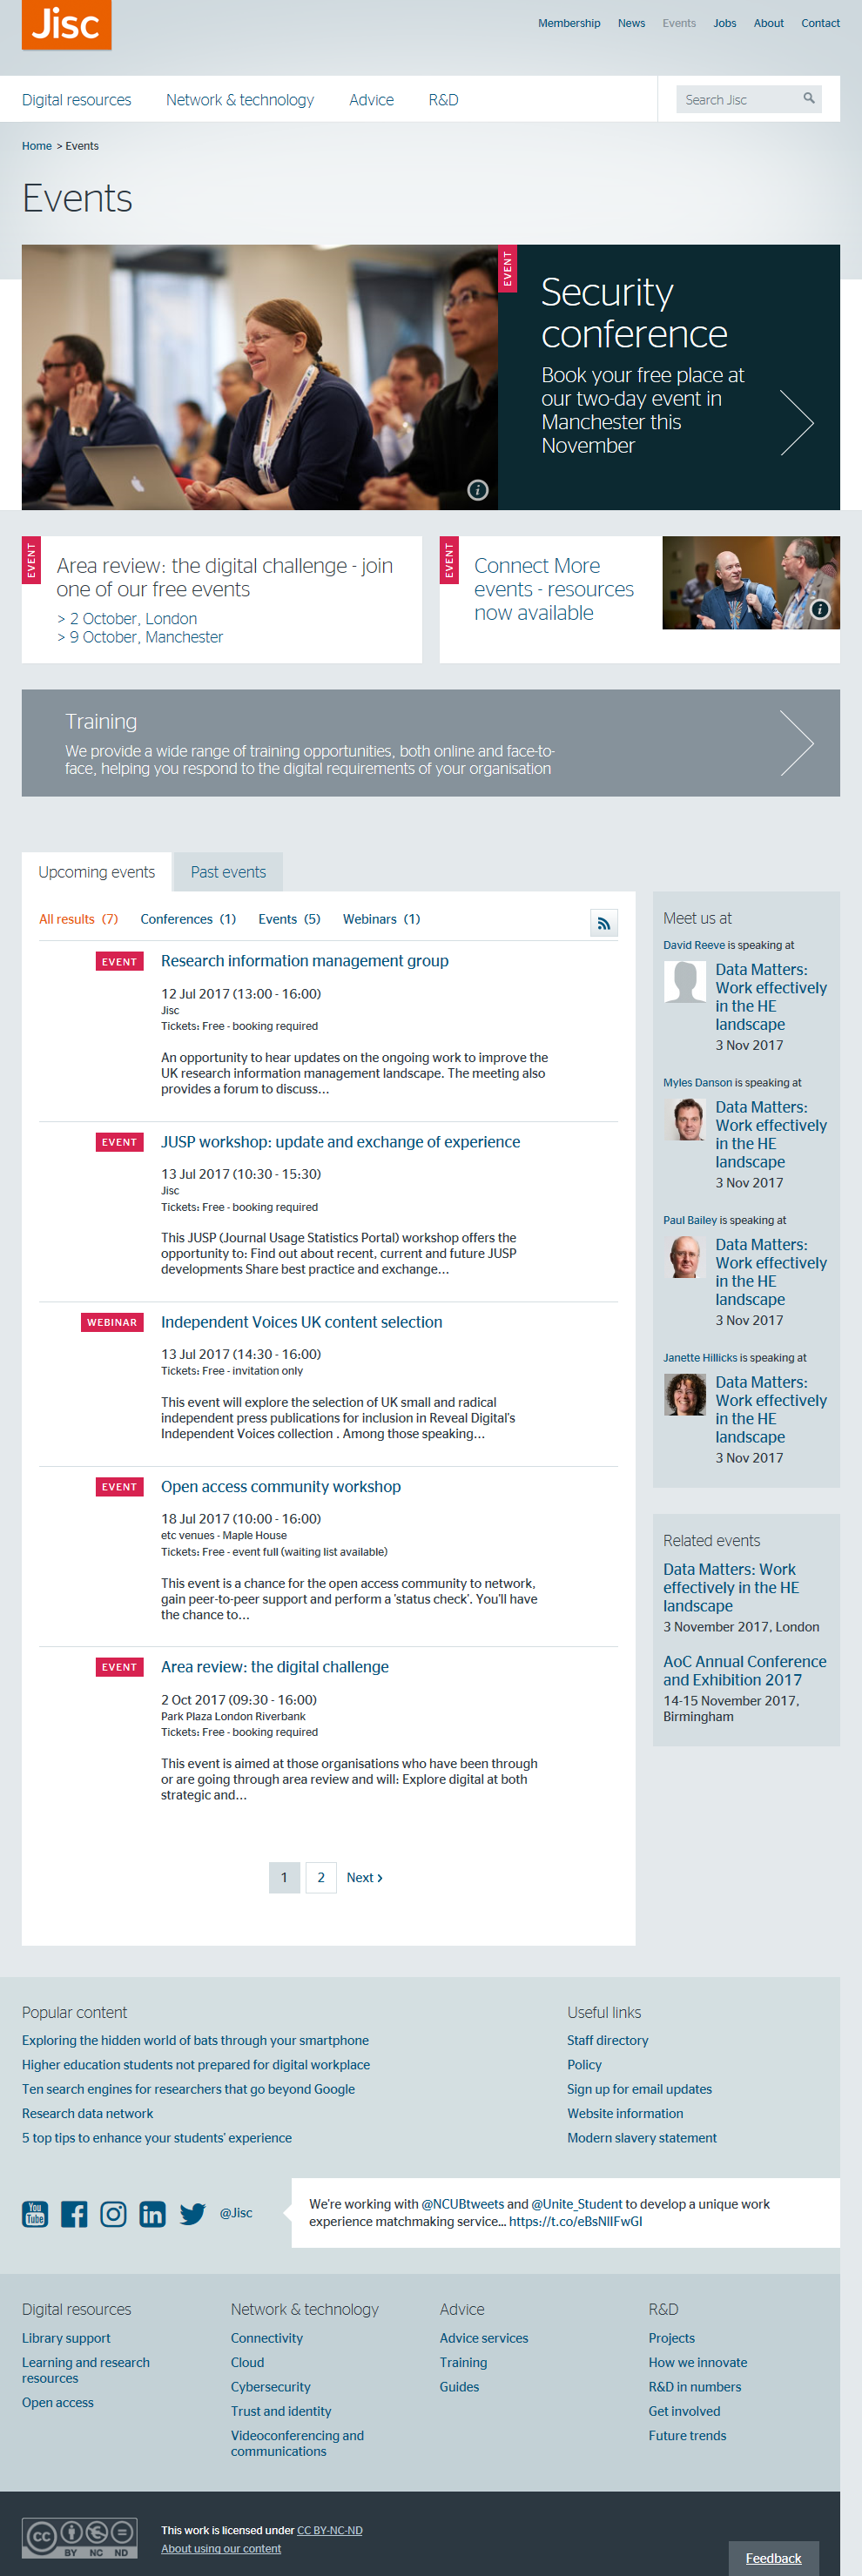 Jisc
Membership News Events Jobs About Contact
Digital resources Network & technology Advice R&D Search Jisc
Home > Events
Events
EVENT
Security
conference
Book your free place at
our two-day event in
Manchester this
November
EVENT
Area review: the digital challenge - join
one of our free events
> 2 October, London
> 9 October, Manchester
EVENT
Connect More
events - resources
now available
Training
We provide a wide range of training opportunities, both online and face-to-
face, helping you respond to the digital requirements of your organisation
Upcoming events Past events
All results (7) Conferences (1) Events (5) Webinars (1)
EVENT Research information management group
12 Jul 2017 (13:00 - 16:00)
Jisc
Tickets: Free - booking required
An opportunity to hear updates on the ongoing work to improve the
UK research information management landscape. The meeting also
provides a forum to discuss...
EVENT JUSP workshop: update and exchange of experience
13 Jul 2017 (10:30 - 15:30)
Jisc
Tickets: Free - booking required
This JUSP (Journal Usage Statistics Portal) workshop offers the
opportunity to: Find out about recent, current and future JUSP
developments Share best practice and exchange...
WEBINAR Independent Voices UK content selection
13 Jul 2017 (14:30 - 16:00)
Tickets: Free - invitation only
This event will explore the selection of UK small and radical
independent press publications for inclusion in Reveal Digital's
Independent Voices collection . Among those speaking...
EVENT Open access community workshop
18 Jul 2017 (10:00 - 16:00)
etc venues - Maple House
Tickets: Free - event full (waiting list available)
This event is a chance for the open access community to network,
gain peer-to-peer support and perform a 'status check'. You'll have
the chance to...
EVENT Area review: the digital challenge
2 Oct 2017 (09:30 - 16:00)
Park Plaza London Riverbank
Tickets: Free - booking required
This event is aimed at those organisations who have been through
or are going through area review and will: Explore digital at both
strategic and...
1 2 Next >
Meet us at
David Reeve is speaking at
Data Matters:
Work effectively
in the HE
landscape
3 Nov 2017
Myles Danson is speaking at
Data Matters:
Work effectively
in the HE
landscape
3 Nov 2017
Paul Bailey is speaking at
Data Matters:
Work effectively
in the HE
landscape
3 Nov 2017
Janette Hillicks is speaking at
Data Matters:
Work effectively
in the HE
landscape
3 Nov 2017
Related events
Data Matters: Work
effectively in the HE
landscape
3 November 2017, London
AoC Annual Conference
and Exhibition 2017
14-15 November 2017,
Birmingham
Popular content
Exploring the hidden world of bats through your smartphone
Higher education students not prepared for digital workplace
Ten search engines for researchers that go beyond Google
Research data network
5 top tips to enhance your students' experience
Useful links
Staff directory
Policy
Sign up for email updates
Website information
Modern slavery statement
You Tube @Jisc
We're working with @NCUBtweets and @Unite_Student to develop a unique work
experience matchmaking service...
Digital resources
Library support
Learning and research
resources
Open access
Network & technology
Connectivity
Cloud
Cybersecurity
Trust and identity
Videoconferencing and
communications
Advice
Advice services
Training
Guides
R&D
Projects
How we innovate
R&D in numbers
Get involved
Future trends
CC BY NC ND
This work is licensed under CC BY-NC-ND
About using our content
Feedback